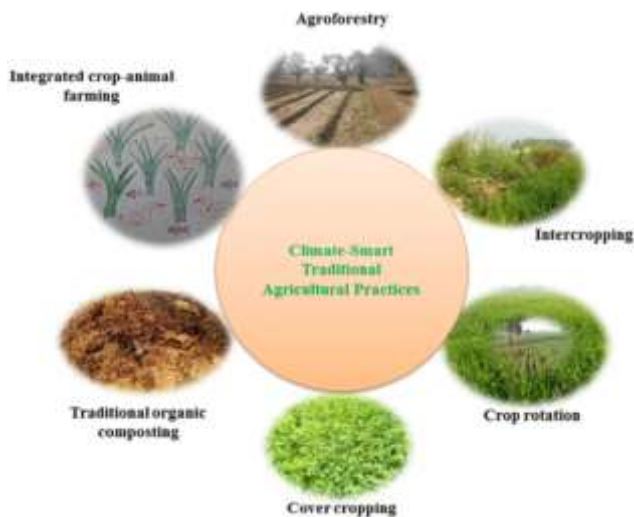 Agroforestry
Integrated crop-animal
farming
Intercropping
Climate-Smart
Traditional
Agricultural Practices
Traditional organic
composting
Crop rotation
Cover cropping